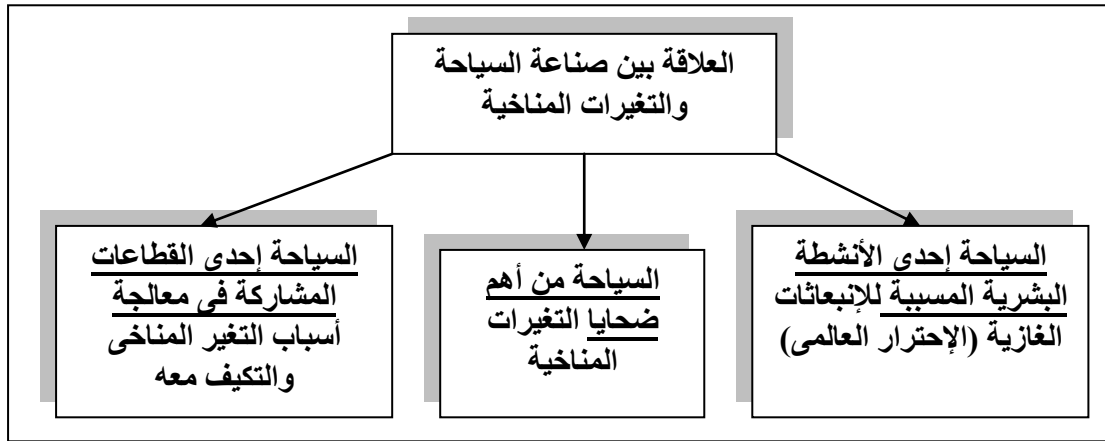 العلاقة بين صناعة السياحة
والتغيرات المناخية
السياحة إحدى الأنشطة
البشرية المسببة للإنبعاثات
الغازية (الإحترار العالمى)
السياحة من أهم
ضحايا التغيرات
المناخية
السياحة إحدى القطاعات
المشاركة فى معالجة
أسباب التغير المناخى
والتكيف معه